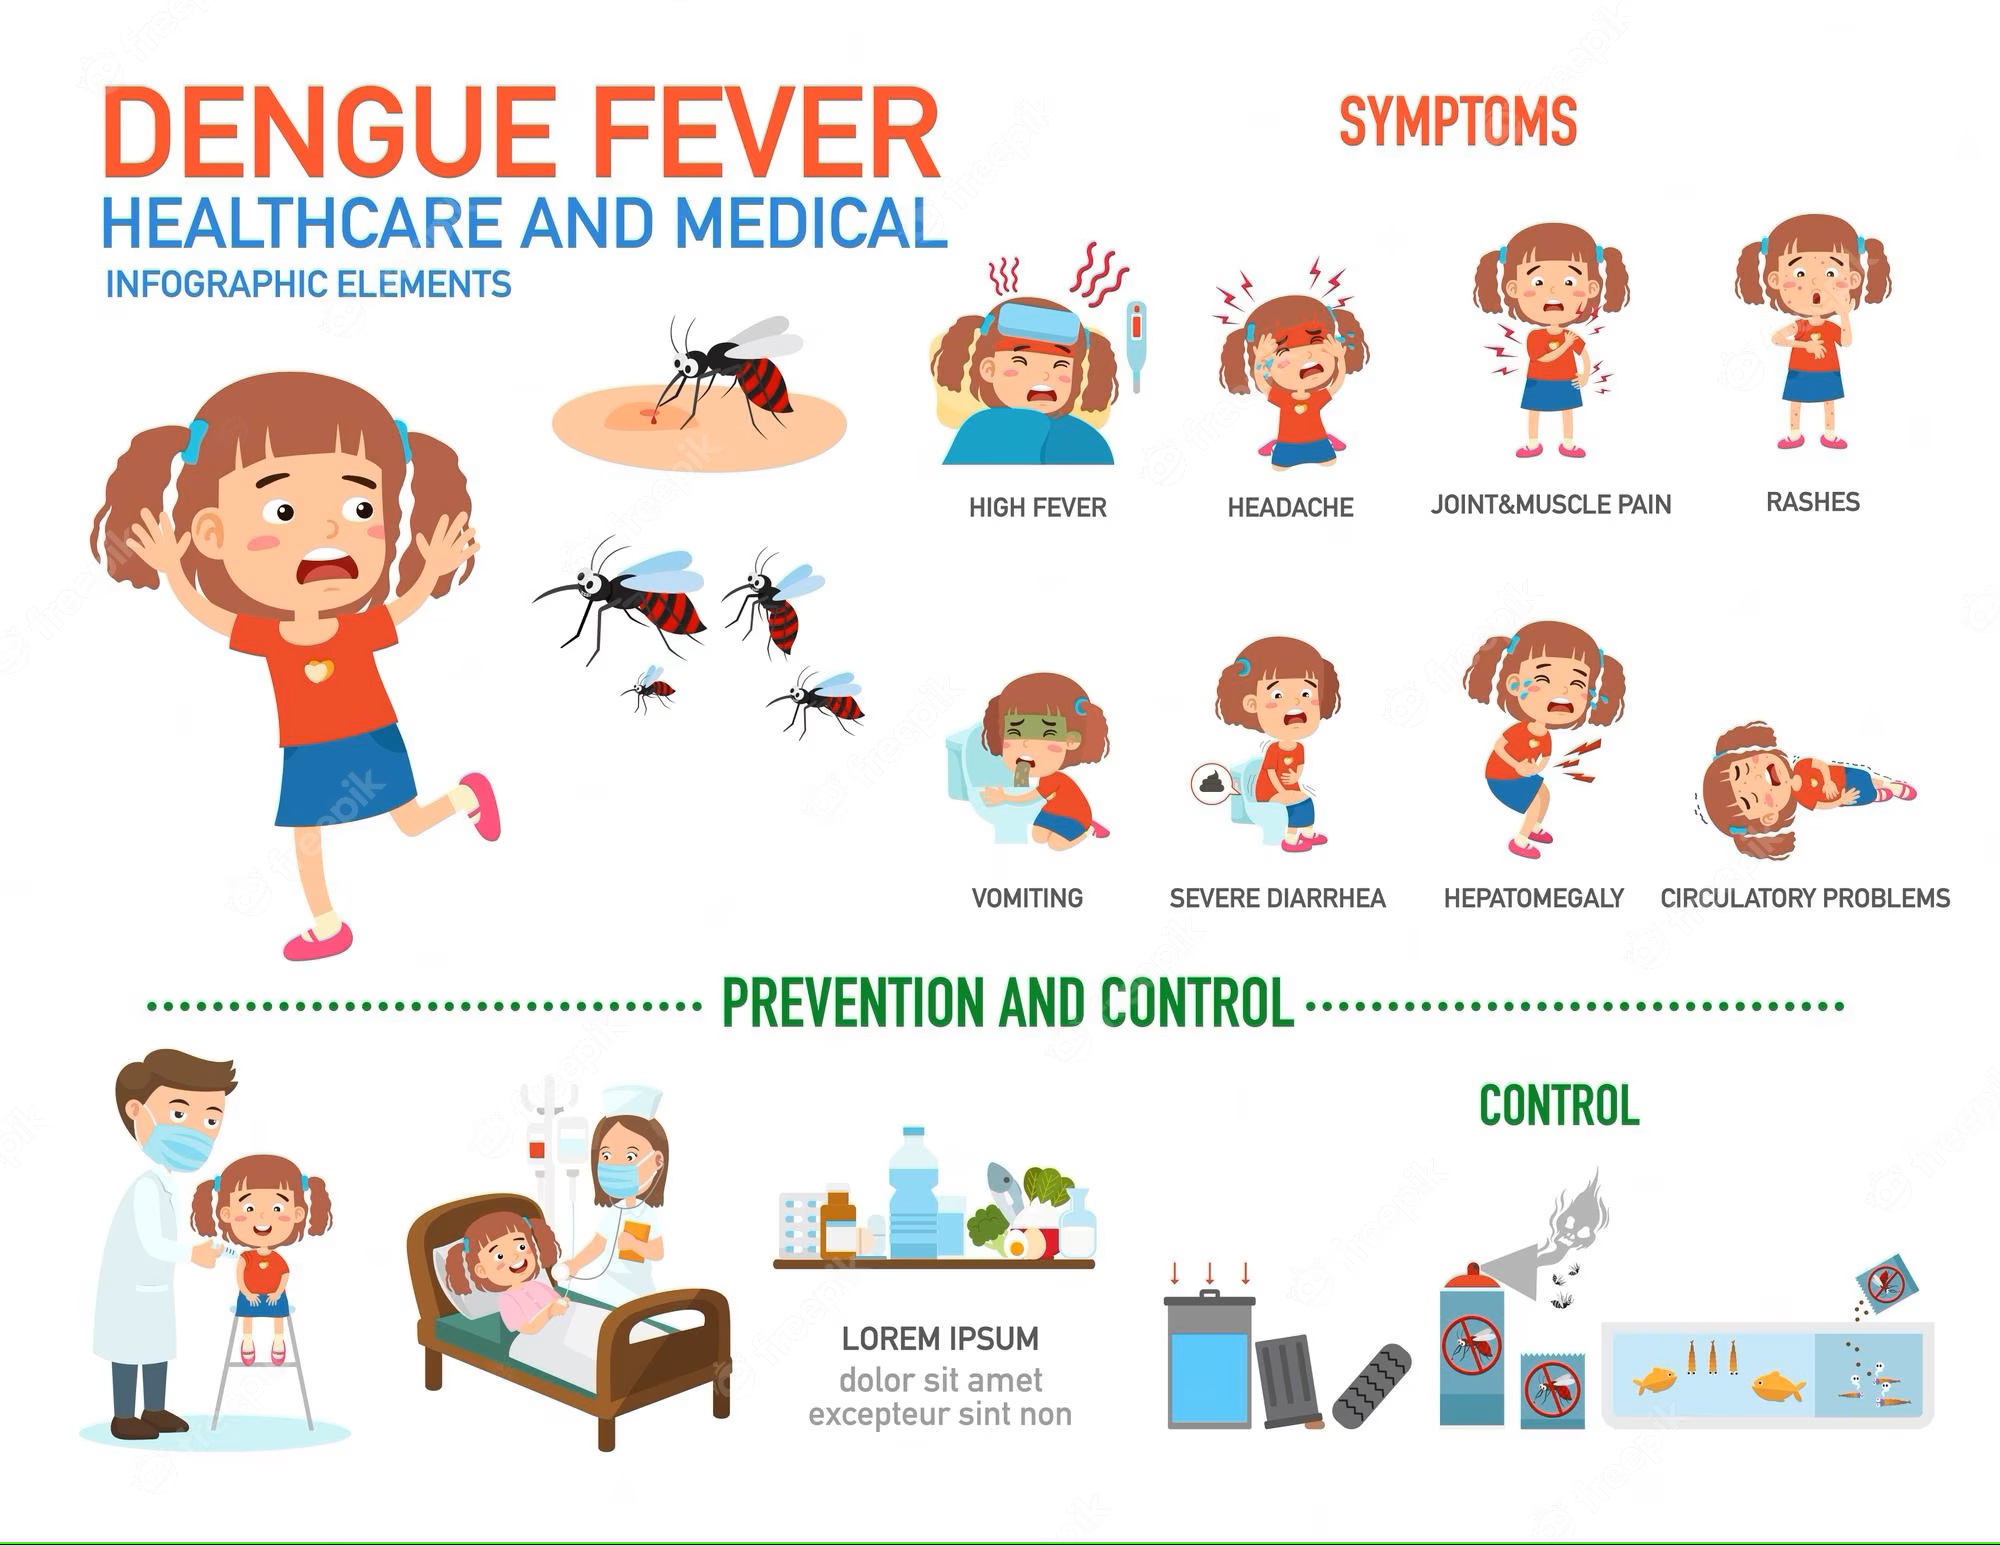 DENGUE FEVER
HEALTHCARE AND MEDICAL
INFOGRAPHIC ELEMENTS
SYMPTOMS
HIGH FEVER
HEADACHE
JOINT&MUSCLE PAIN
RASHES
VOMITING
SEVERE DIARRHEA
HEPATOMEGALY
CIRCULATORY PROBLEMS
PREVENTION AND CONTROL
CONTROL
LOREM IPSUM
dolor sit amet
excepteur sint non
freepik